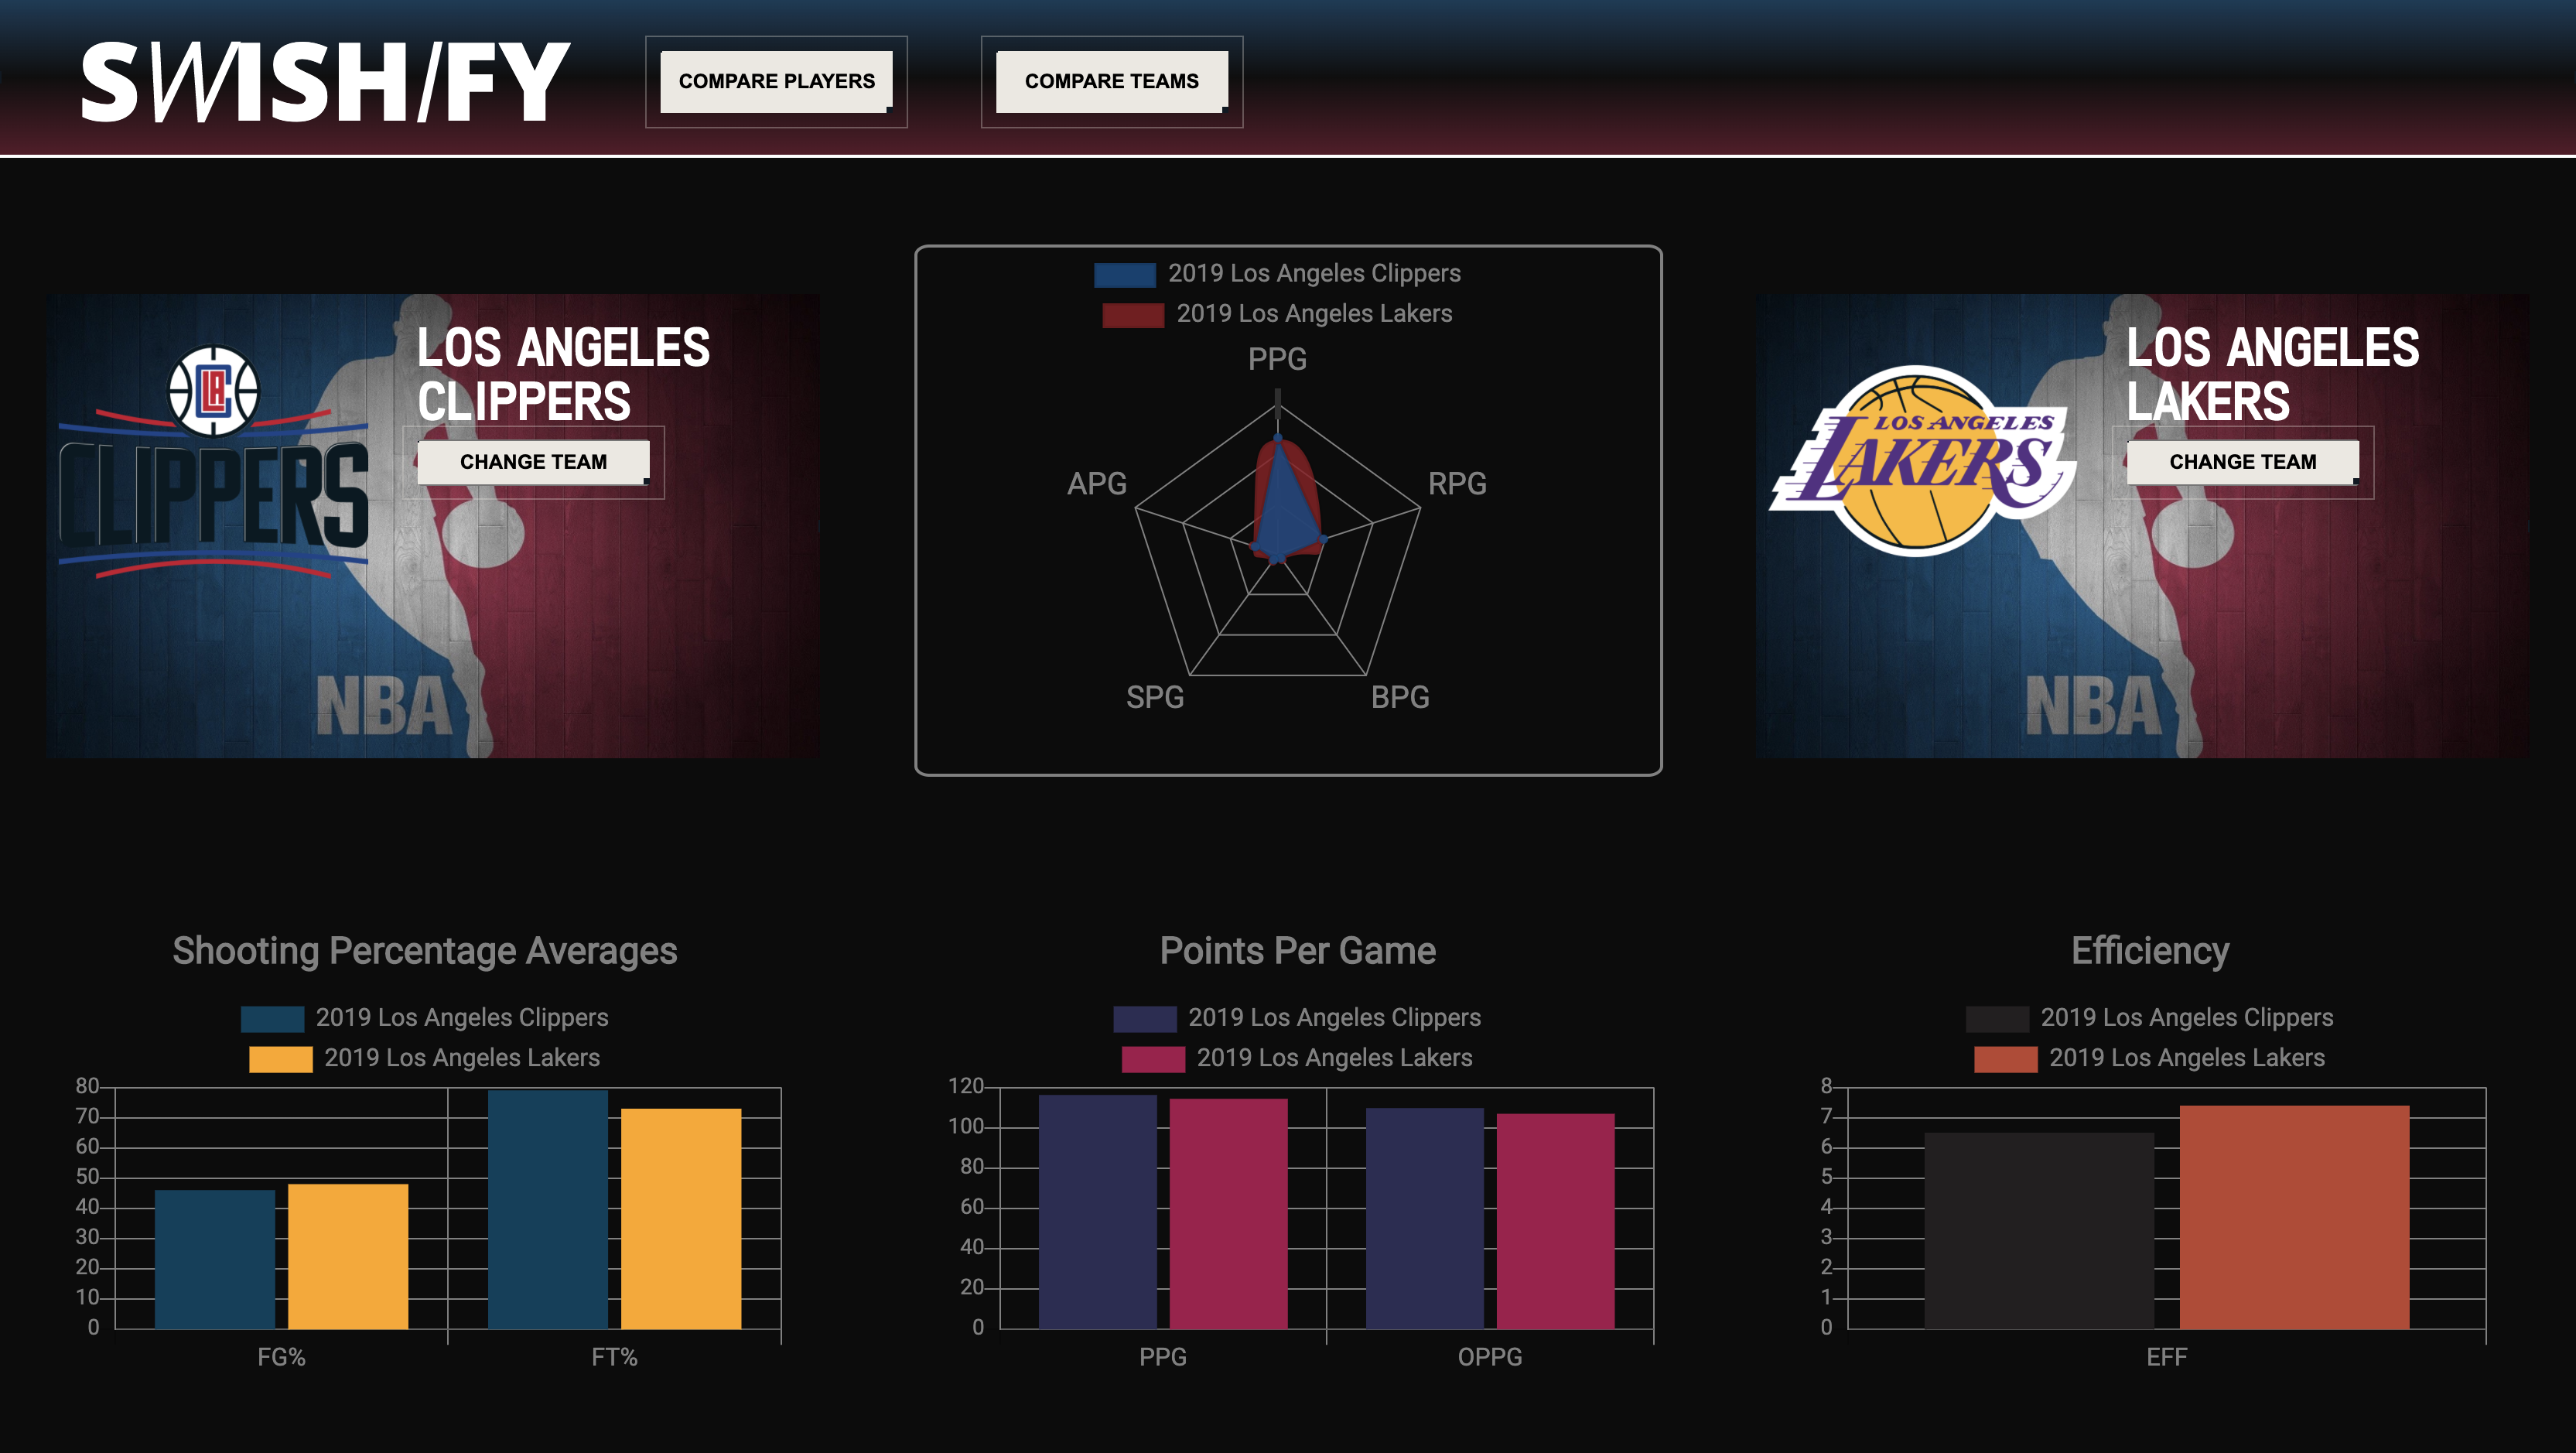 SWISH/FY
COMPARE PLAYERS
COMPARE TEAMS
LA
CLIPPERS
LOS ANGELES
CLIPPERS
CHANGE TEAM
NBA
2019 Los Angeles Clippers
2019 Los Angeles Lakers
PPG
APG
RPG
SPG
BPG
LOS ANGELES
LAKERS
LOS ANGELES
LAKERS
CHANGE TEAM
NBA
Shooting Percentage Averages
2019 Los Angeles Clippers
2019 Los Angeles Lakers
80
70
60
50
40
30
20
10
0
FG%
FT%
Points Per Game
2019 Los Angeles Clippers
2019 Los Angeles Lakers
120
100
80
60
40
20
0
PPG
OPPG
Efficiency
2019 Los Angeles Clippers
2019 Los Angeles Lakers
8
7
6
5
4
3
2
1
0
EFF